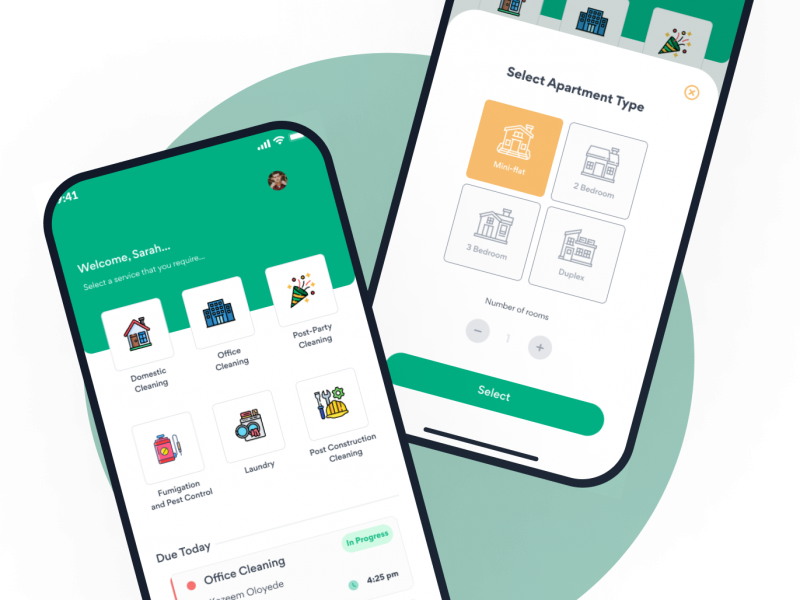 9:41
Welcome, Sarah...
Select a service that you require...
Domestic
Cleaning
Office
Cleaning
Post-Party
Cleaning
Fumigation
and Pest Control
Laundry
Post Construction
Cleaning
Due Today
In Progress
Office Cleaning
Kazeem Oloyede
4:25 pm
Select Apartment Type
Mini-flat
2 Bedroom
3 Bedroom
Duplex
Number of rooms
− 1 +
Select